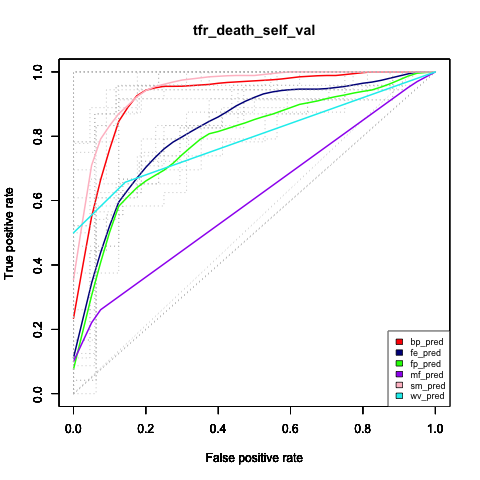 tfr_death_self_val
True positive rate
1.0
0.8
0.6
0.4
0.2
0.0
0.0 0.2 0.4 0.6 0.8 1.0
False positive rate
bp_pred
fe_pred
fp_pred
mf_pred
sm_pred
wv_pred